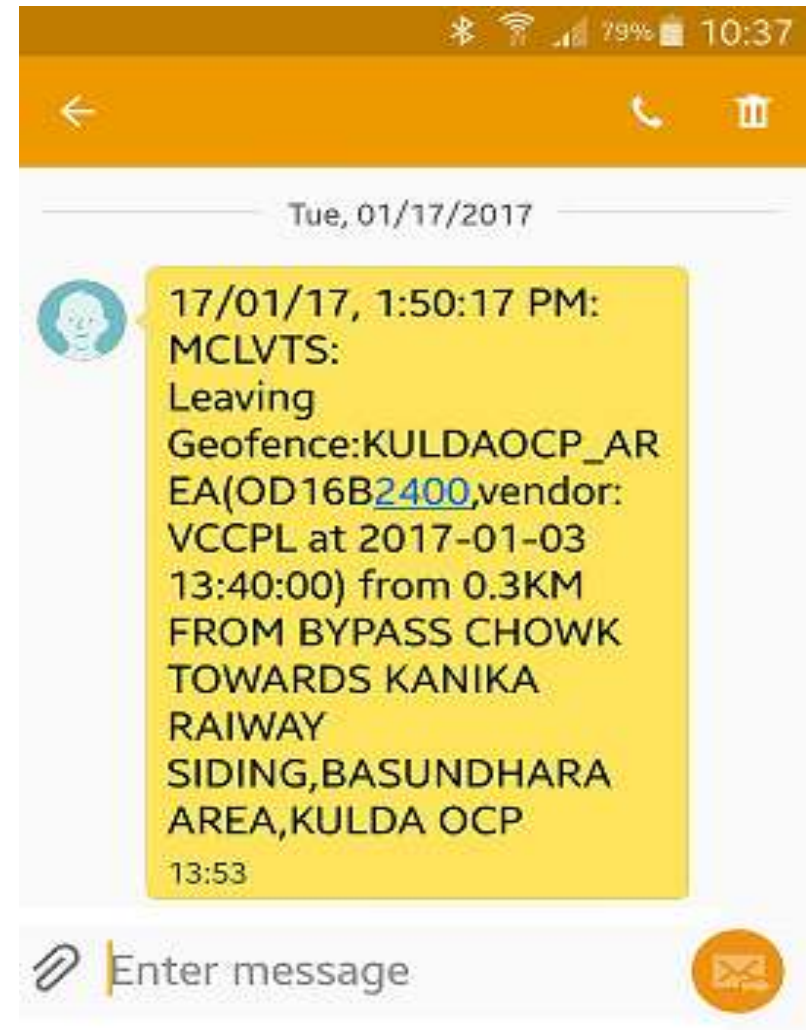 79% 10:37
Tue, 01/17/2017
17/01/17, 1:50:17 PM:
MCLVTS:
Leaving
Geofence:KULDAOCP_AR
EA(OD16B2400,vendor:
VCCPL at 2017-01-03
13:40:00) from 0.3KM
FROM BYPASS CHOWK
TOWARDS KANIKA
RAIWAY
SIDING,BASUNDHARA
AREA,KULDA OCP
13:53
Enter message